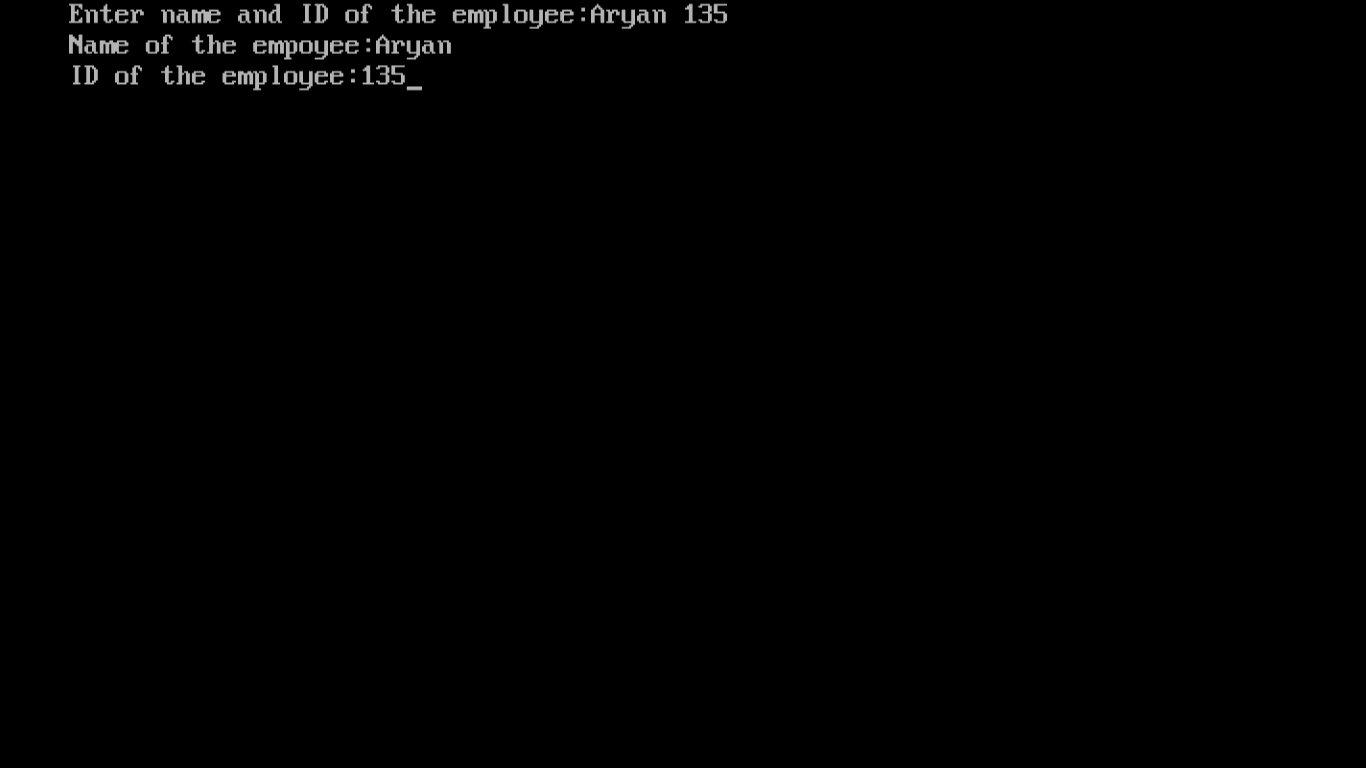 Enter name and ID of the employee:Aryan 135
Name of the empoyee:Aryan
ID of the employee:135_